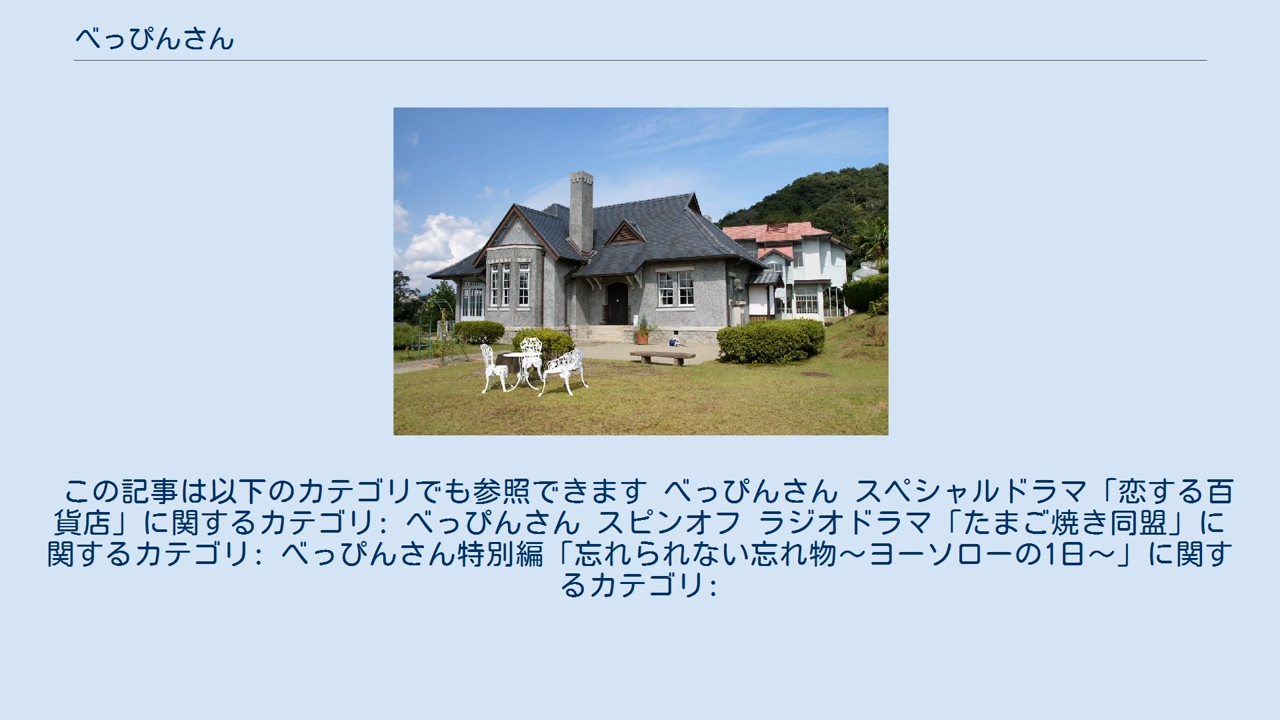 べっぴんさん
この記事は以下のカテゴリでも参照できます べっぴんさん スペシャルドラマ「恋する百
貨店」に関するカテゴリ: べっぴんさん スピンオフ ラジオドラマ「たまご焼き同盟」に
関するカテゴリ: べっぴんさん特別編「忘れられない忘れ物〜ヨーソローの1日〜」に関す
るカテゴリ: